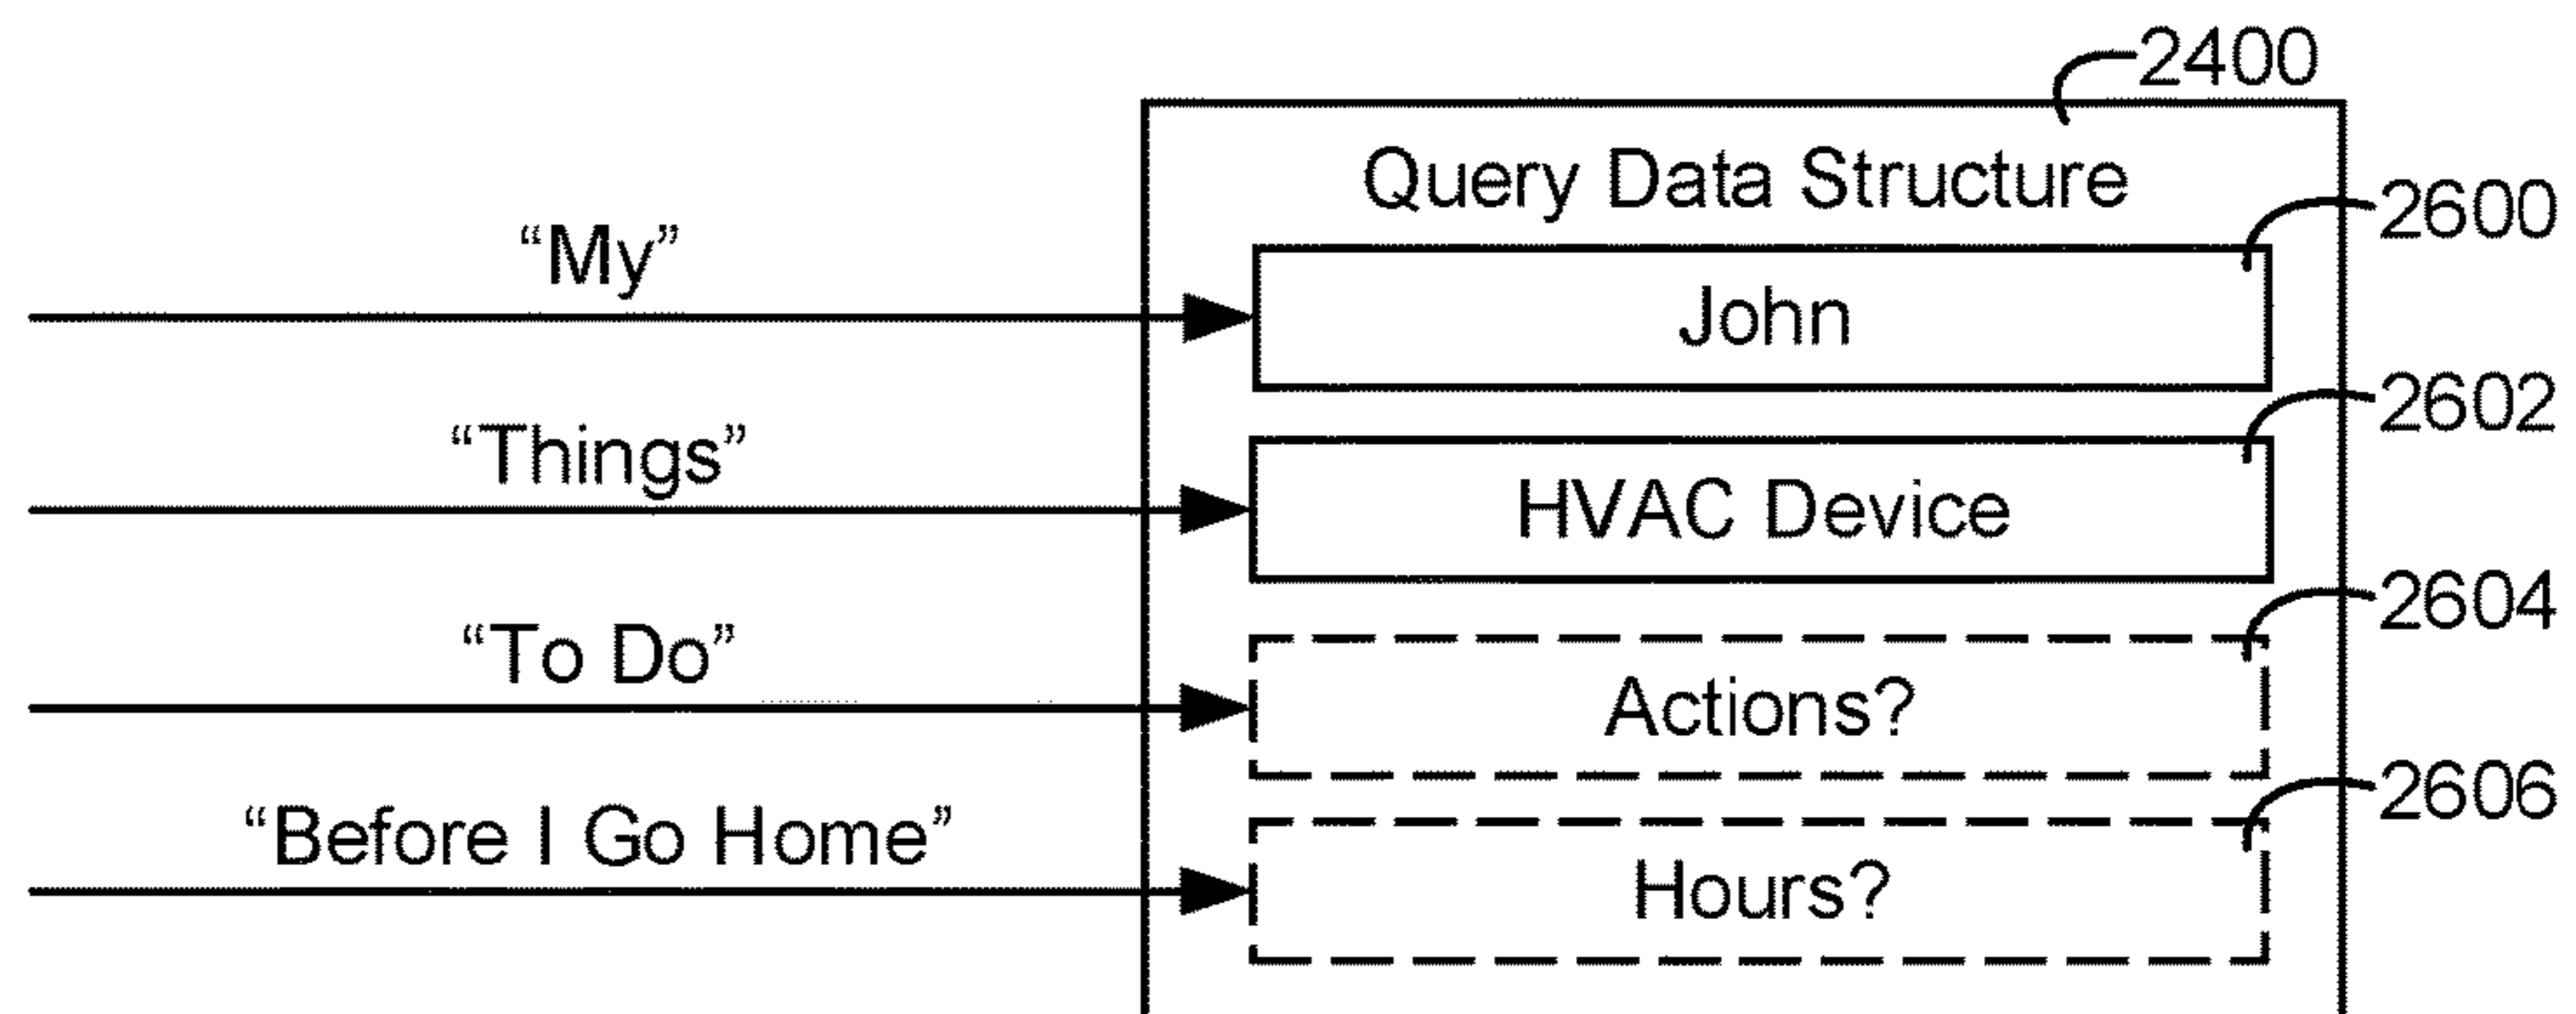 2400
Query Data Structure
2600
“My”
John
2602
“Things”
HVAC Device
2604
“To Do”
Actions?
2606
“Before I Go Home”
Hours?